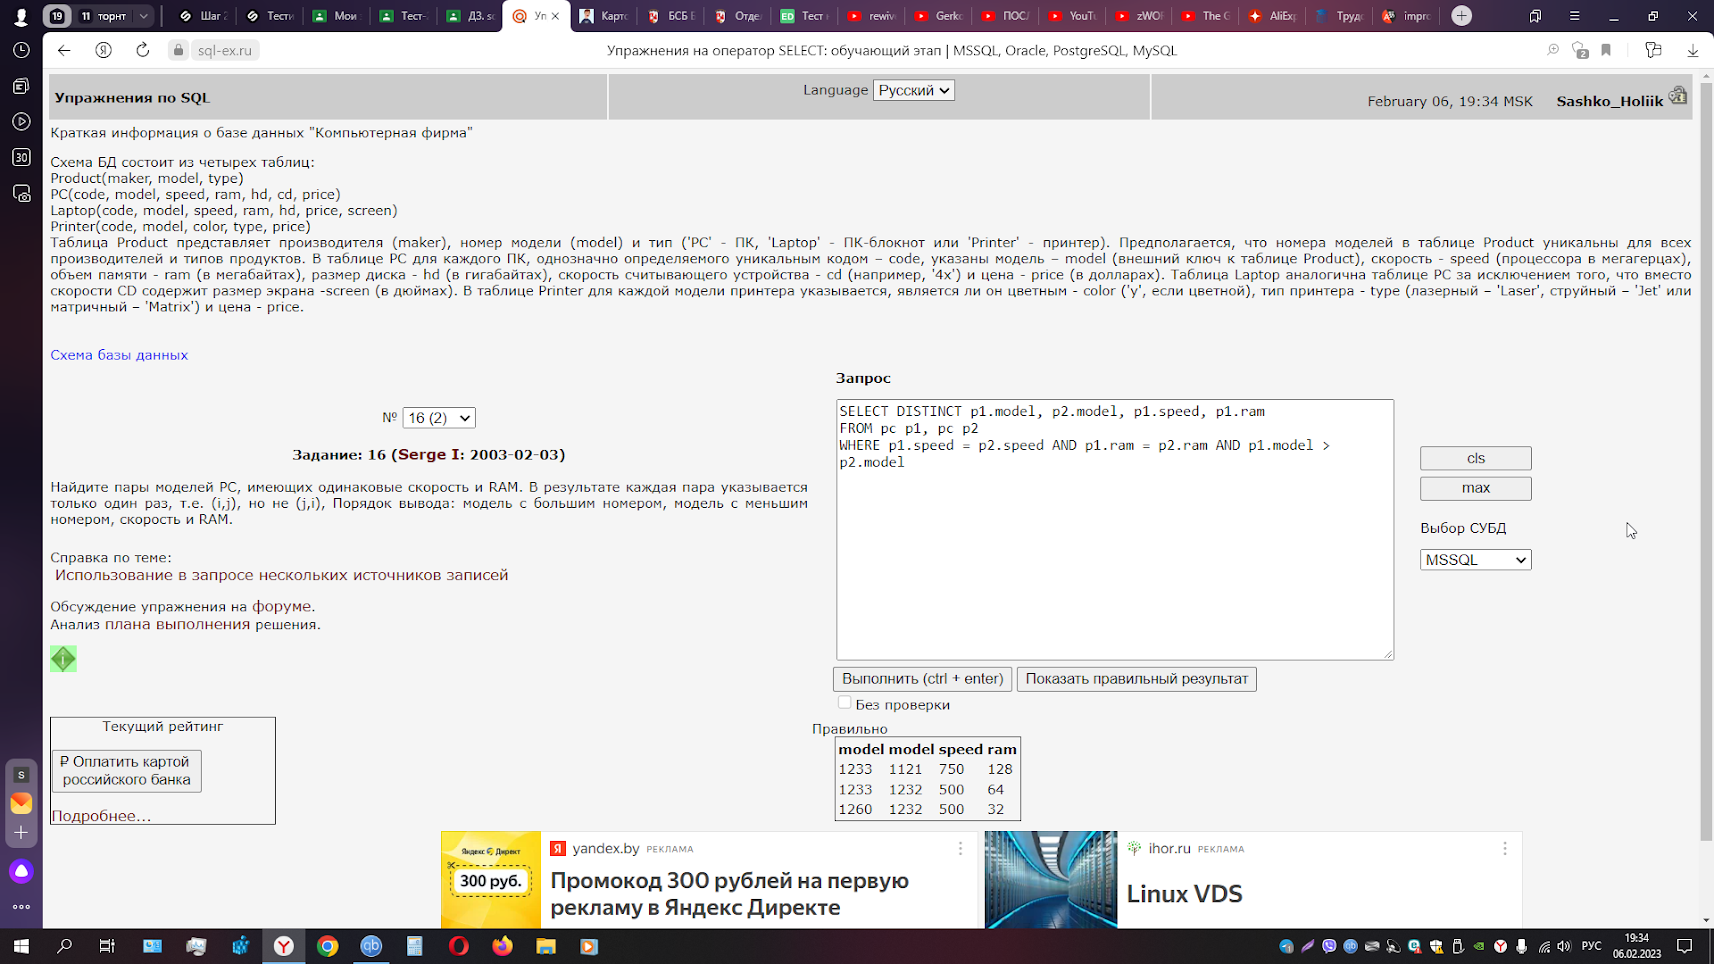 19
11 торнт
Шаг 2
Тести
Мои
Тест-
ДЗ. sc
Уп
Карт
БСБ Б
Отде
Тест
rewiv
Gerk
ПОСЛ
YouTu
zWOI
The G
AliExp
Труд
impro
sql-ex.ru
Упражнения на оператор SELECT: обучающий этап | MSSQL, Oracle, PostgreSQL, MySQL
2
Упражнения по SQL
Language Русский
February 06, 19:34 MSK Sashko_Holiik
30
Краткая информация о базе данных "Компьютерная фирма"
Схема БД состоит из четырех таблиц:
Product(maker, model, type)
PC(code, model, speed, ram, hd, cd, price)
Laptop(code, model, speed, ram, hd, price, screen)
Printer(code, model, color, type, price)
Таблица Product представляет производителя (maker), номер модели (model) и тип ('PC' - ПК, 'Laptop' - ПК-блокнот или 'Printer' - принтер). Предполагается, что номера моделей в таблице Product уникальны для всех
производителей и типов продуктов. В таблице PC для каждого ПК, однозначно определяемого уникальным кодом – code, указаны модель – model (внешний ключ к таблице Product), скорость - speed (процессора в мегагерцах),
объем памяти - ram (в мегабайтах), размер диска - hd (в гигабайтах), скорость считывающего устройства - cd (например, '4x') и цена - price (в долларах). Таблица Laptop аналогична таблице РС за исключением того, что вместо
скорости CD содержит размер экрана -screen (в дюймах). В таблице Printer для каждой модели принтера указывается, является ли он цветным - color ('y', если цветной), тип принтера - type (лазерный – 'Laser', струйный – 'Jet' или
матричный – 'Matrix') и цена - price.
Схема базы данных
Запрос
№ 16 (2)
Задание: 16 (Serge I: 2003-02-03)
Найдите пары моделей PC, имеющих одинаковые скорость и RAM. В результате каждая пара указывается
только один раз, т.е. (i,j), но не (j,i), Порядок вывода: модель с большим номером, модель с меньшим
номером, скорость и RAM.
Справка по теме:
Использование в запросе нескольких источников записей
Обсуждение упражнения на форуме.
Анализ плана выполнения решения.
SELECT DISTINCT p1.model, p2.model, p1.speed, p1.ram
FROM pc p1, pc p2
WHERE p1.speed = p2.speed AND p1.ram = p2.ram AND p1.model >
p2.model
cls
max
Выбор СУБД
MSSQL
Выполнить (ctrl + enter) Показать правильный результат
Без проверки
Правильно
model model speed ram
1233 1121 750 128
1233 1232 500 64
1260 1232 500 32
Текущий рейтинг
₽ Оплатить картой
российского банка
Подробнее...
S
Яндекс Директ
300 руб.
Я yandex.by РЕКЛАМА
Промокод 300 рублей на первую
рекламу в Яндекс Директе
ihor.ru РЕКЛАМА
Linux VDS
РУС
19:34
06.02.2023